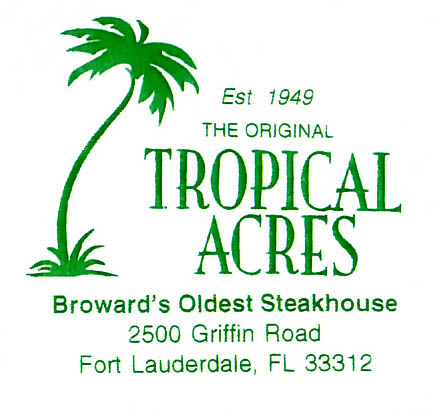 Est. 1949
THE ORIGINAL
TROPICAL
ACRES
Broward's Oldest Steakhouse
2500 Griffin Road
Fort Lauderdale, FL 33312